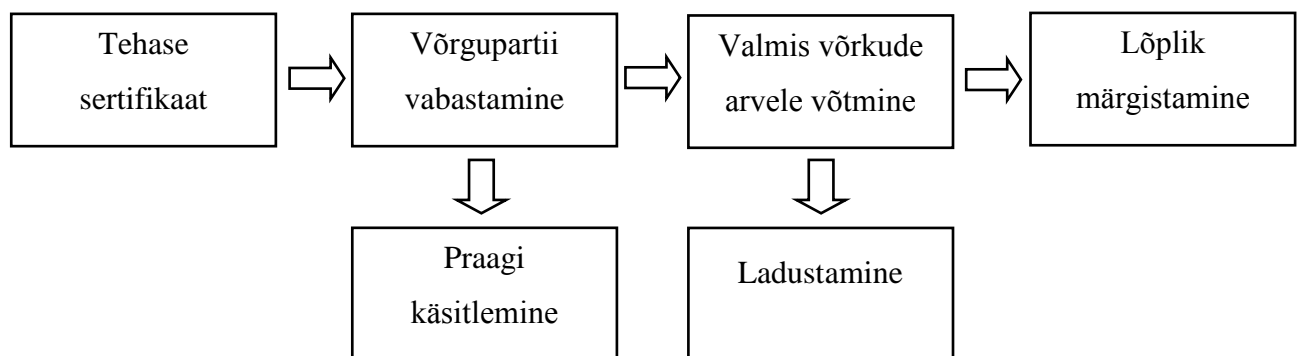 Tehase
sertifikaat
Võrgupartii
vabastamine
Valmis võrkude
arvele võtmine
Lõplik
märgistamine
Praagi
käsitlemine
Ladustamine